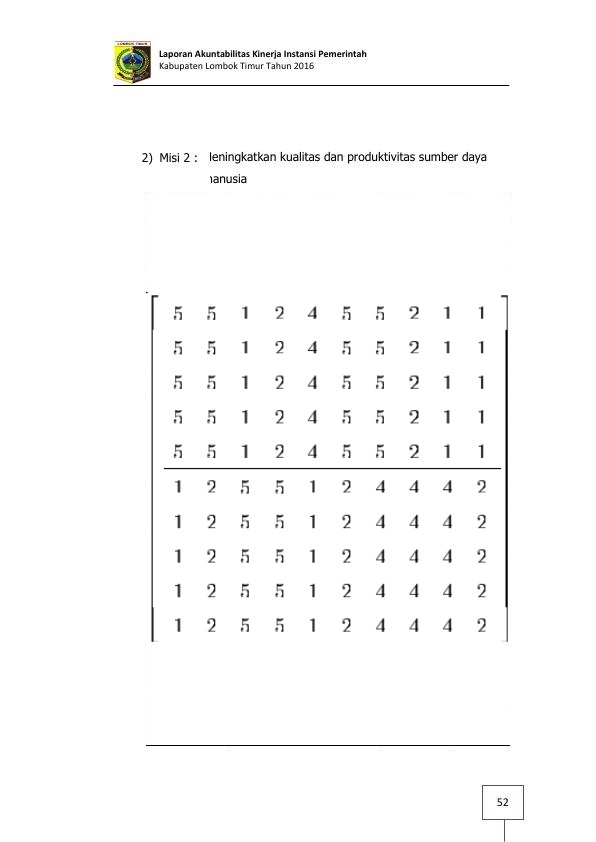 LOMBOK TIMUR
Laporan Akuntabilitas Kinerja Instansi Pemerintah
Kabupaten Lombok Timur Tahun 2016
2) Misi 2 : leningkatkan kualitas dan produktivitas sumber daya
anusia
5 5 1 2 4 5 5 2 1 1
5 5 1 2 4 5 5 2 1 1
5 5 1 2 4 5 5 2 1 1
5 5 1 2 4 5 5 2 1 1
5 5 1 2 4 5 5 2 1 1
1 2 5 5 1 2 4 4 4 2
1 2 5 5 1 2 4 4 4 2
1 2 5 5 1 2 4 4 4 2
1 2 5 5 1 2 4 4 4 2
1 2 5 5 1 2 4 4 4 2
52